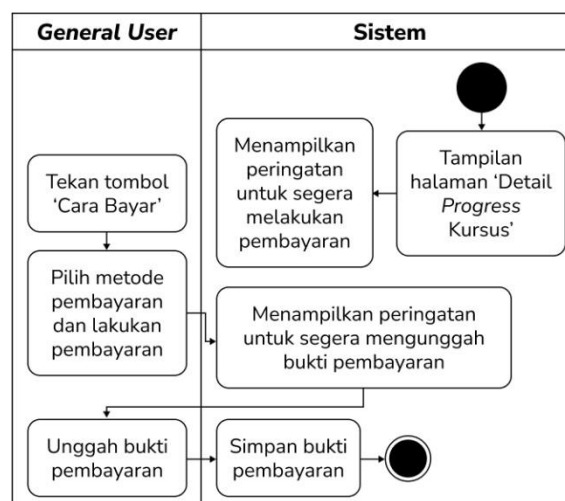 General User
Sistem
Tampilan
halaman ‘Detail
Progress
Kursus’
Menampilkan
peringatan
untuk segera
melakukan
pembayaran
Tekan tombol
‘Cara Bayar’
Pilih metode
pembayaran
dan lakukan
pembayaran
Menampilkan peringatan
untuk segera mengunggah
bukti pembayaran
Unggah bukti
pembayaran
Simpan bukti
pembayaran